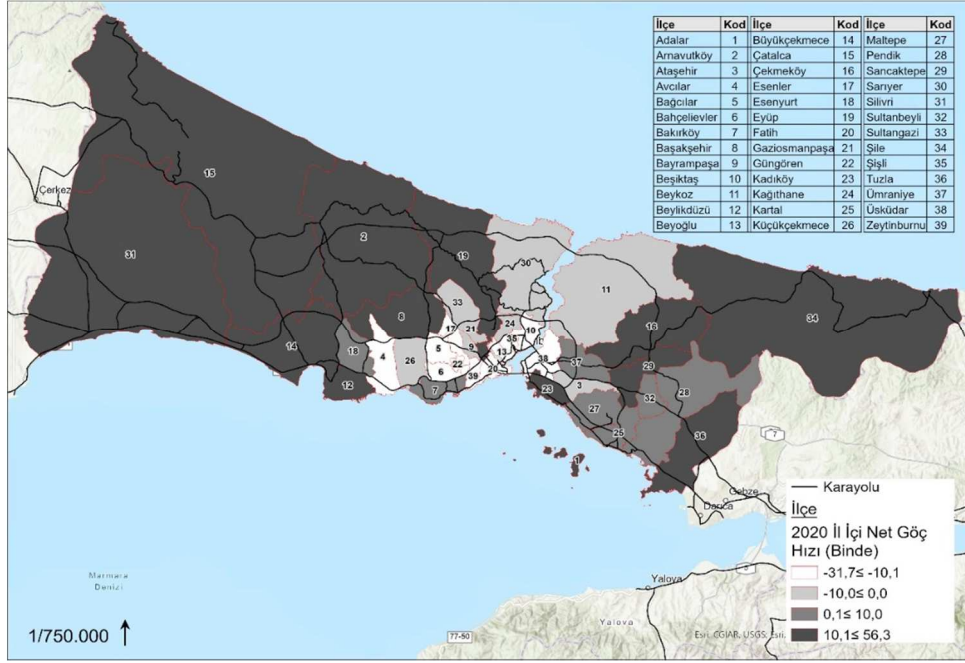 İlçe Kod İlçe Kod İlçe Kod
Adalar 1 Büyükçekmece 14 Maltepe 27
Arnavutköy 2 Çatalca 15 Pendik 28
Ataşehir 3 Çekmeköy 16 Sancaktepe 29
Avcılar 4 Esenler 17 Sarıyer 30
Bağcılar 5 Esenyurt 18 Silivri 31
Bahçelievler 6 Eyüp 19 Sultanbeyli 32
Bakırköy 7 Fatih 20 Sultangazi 33
Başakşehir 8 Gaziosmanpaşa 21 Şile 34
Bayrampaşa 9 Güngören 22 Şişli 35
Beşiktaş 10 Kadıköy 23 Tuzla 36
Beykoz 11 Kağıthane 24 Ümraniye 37
Beylikdüzü 12 Kartal 25 Üsküdar 38
Beyoğlu 13 Küçükçekmece 26 Zeytinburnu 39
Çerkez
15
31
2
19
30
11
34
33
8
17
21
24
10
35
16
14
18
4
26
5
9
22
13
38
37
6
39
20
29
12
7
23
3
32
28
27
25
36
1
7
Gebze
Darıca
Karayolu
İlçe
2020 İl İçi Net Göç
Hızı (Binde)
-31,7≤ -10,1
-10,0≤ 0,0
0,1≤ 10,0
10,1≤ 56,3
Marmara
Denizi
Yalova
Yalova
77-50
1/750.000
Esri, CGIAR, USGS, Esri,